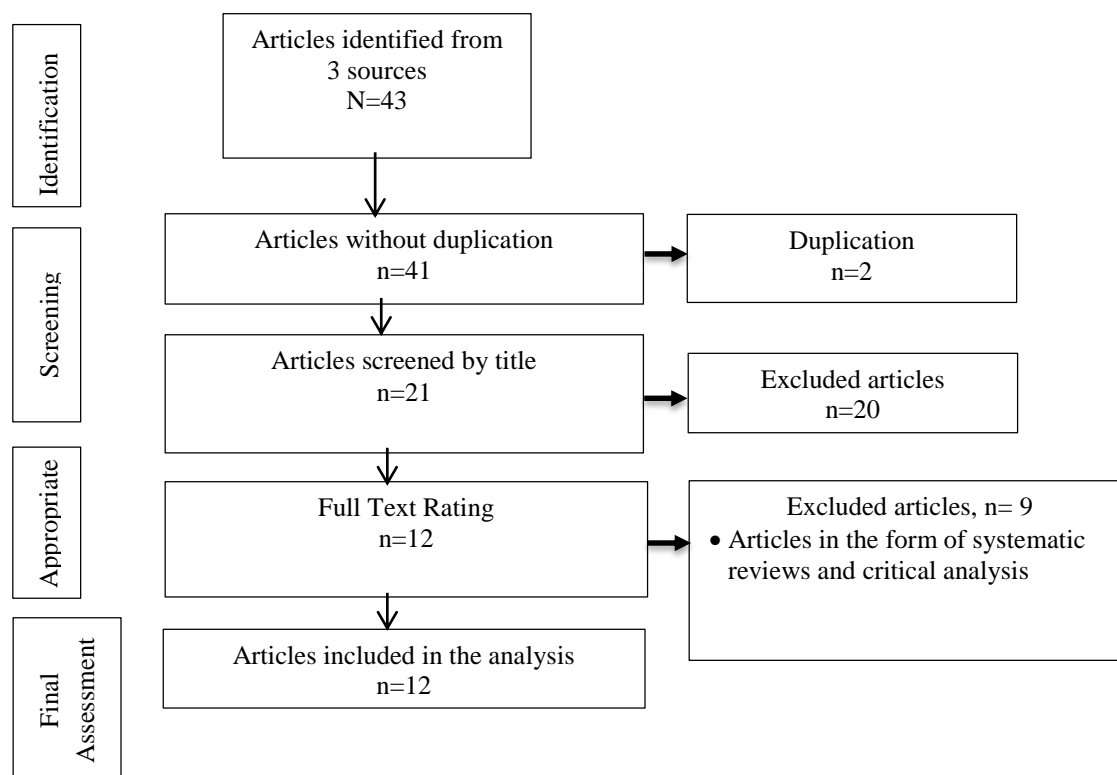 Identification
Articles identified from
3 sources
N=43
Screening
Articles without duplication
n=41
Duplication
n=2
Articles screened by title
n=21
Excluded articles
n=20
Appropriate
Full Text Rating
n=12
Excluded articles, n= 9
• Articles in the form of systematic
reviews and critical analysis
Final
Assessment
Articles included in the analysis
n=12